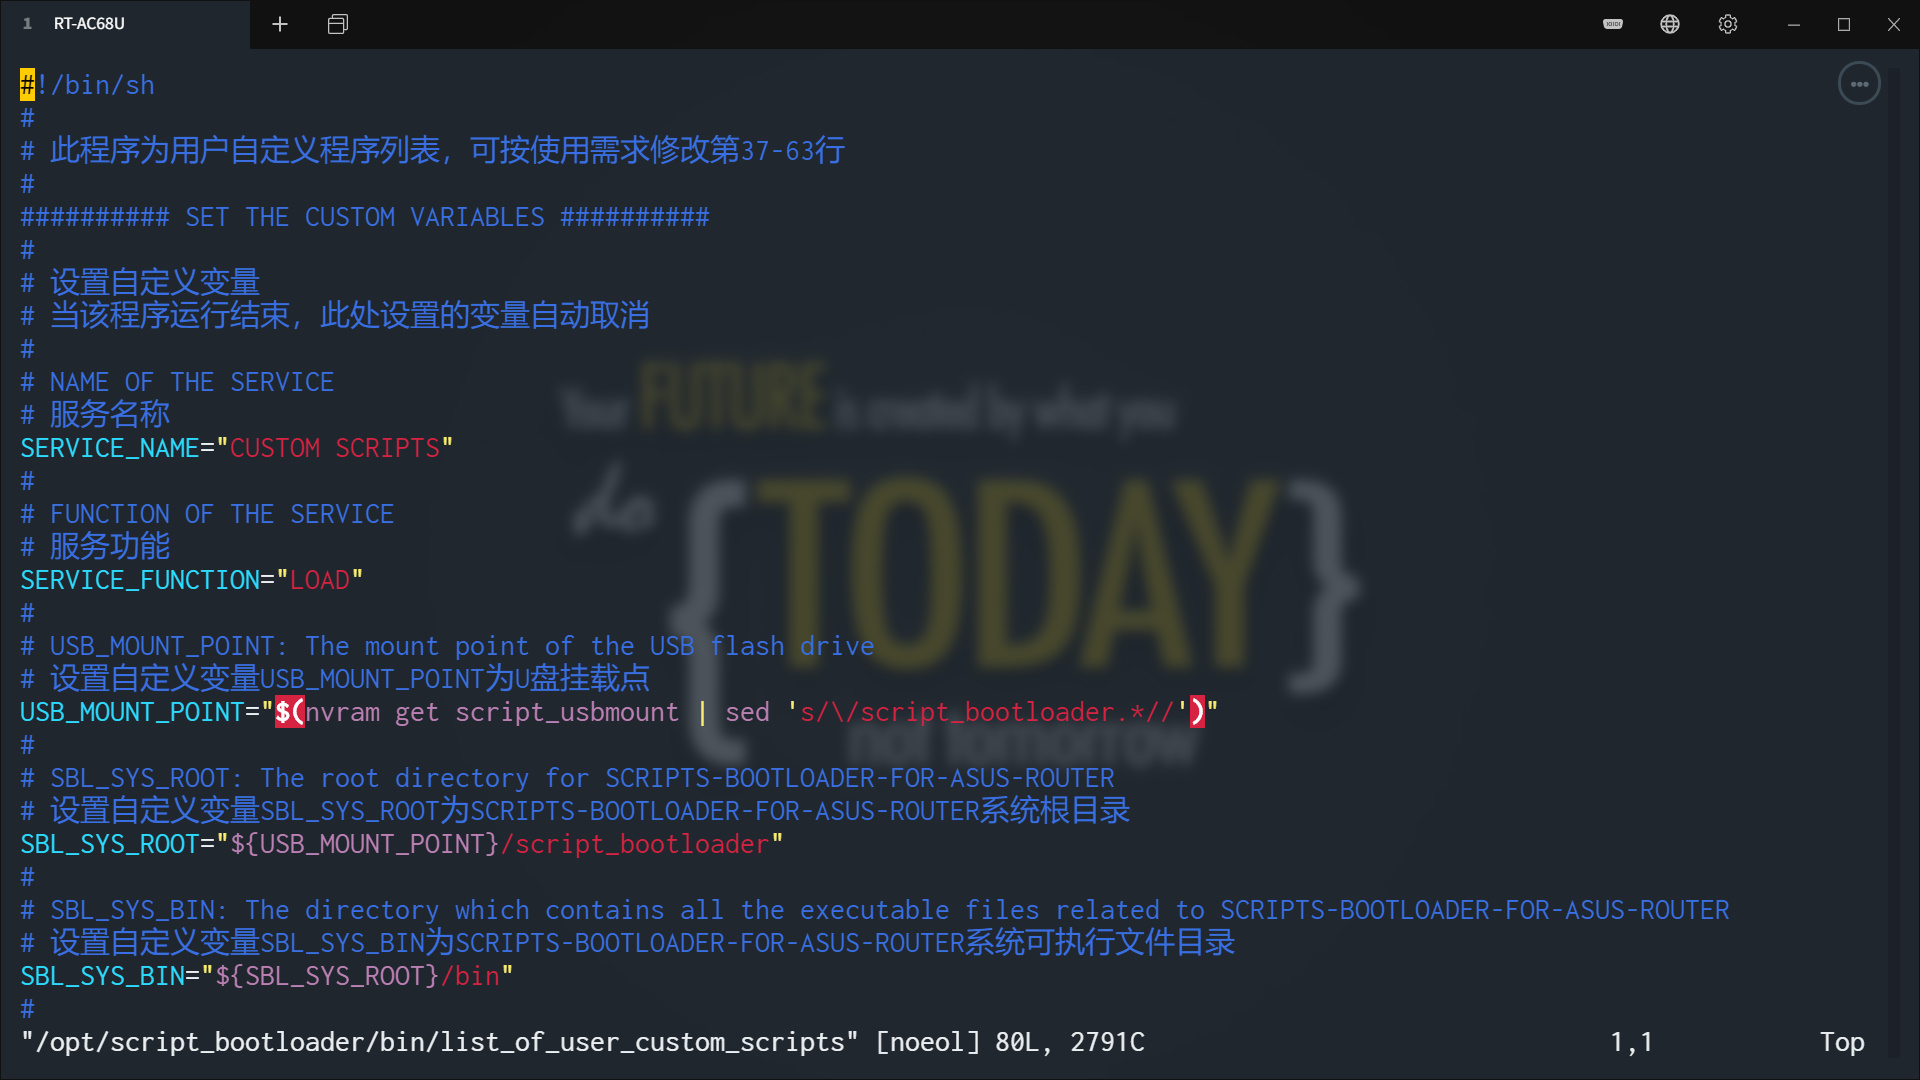 1 RT-AC68U
#!/bin/sh
#
# 此程序为用户自定义程序列表，可按使用需求修改第37-63行
#
########## SET THE CUSTOM VARIABLES ##########
#
# 设置自定义变量
# 当该程序运行结束，此处设置的变量自动取消
#
# NAME OF THE SERVICE
# 服务名称
SERVICE_NAME="CUSTOM SCRIPTS"
#
# FUNCTION OF THE SERVICE
# 服务功能
SERVICE_FUNCTION="LOAD"
#
# USB_MOUNT_POINT: The mount point of the USB flash drive
# 设置自定义变量USB_MOUNT_POINT为U盘挂载点
USB_MOUNT_POINT="$(nvram get script_usbmount | sed 's/\/script_bootloader.*//')"
#
# SBL_SYS_ROOT: The root directory for SCRIPTS-BOOTLOADER-FOR-ASUS-ROUTER
# 设置自定义变量SBL_SYS_ROOT为SCRIPTS-BOOTLOADER-FOR-ASUS-ROUTER系统根目录
SBL_SYS_ROOT="${USB_MOUNT_POINT}/script_bootloader"
#
# SBL_SYS_BIN: The directory which contains all the executable files related to SCRIPTS-BOOTLOADER-FOR-ASUS-ROUTER
# 设置自定义变量SBL_SYS_BIN为SCRIPTS-BOOTLOADER-FOR-ASUS-ROUTER系统可执行文件目录
SBL_SYS_BIN="${SBL_SYS_ROOT}/bin"
#
"/opt/script_bootloader/bin/list_of_user_custom_scripts" [noeol] 80L, 2791C 1,1 Top
Your FUTURE is created by what you
do {TODAY}
not tomorrow